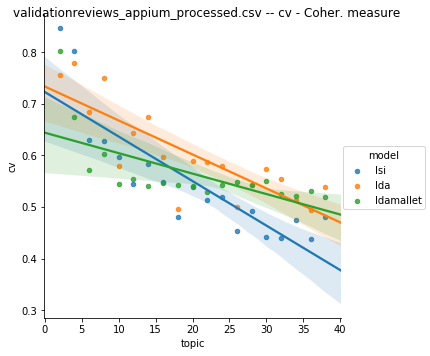 validationreviews_appium_processed.csv -- cv - Coher. measure
0.8
0.7
0.6
0.5
0.4
0.3
cv
0 5 10 15 20 25 30 35 40
topic
model
lsi
lda
ldamallet